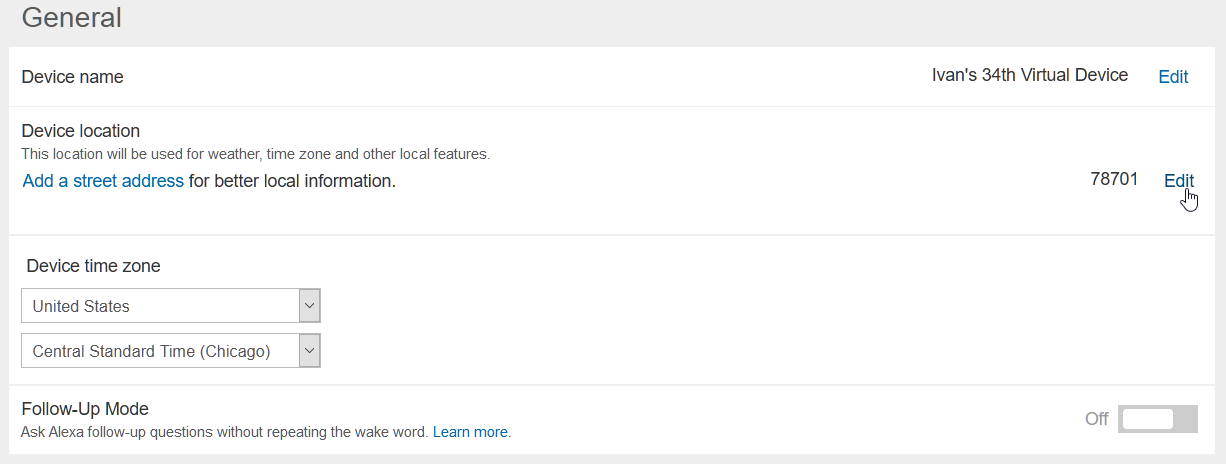 General
Device name
Ivan's 34th Virtual Device
Edit
Device location
This location will be used for weather, time zone and other local features.
Add a street address for better local information.
78701
Edit
Device time zone
United States
Central Standard Time (Chicago)
Follow-Up Mode
Ask Alexa follow-up questions without repeating the wake word. Learn more.
Off